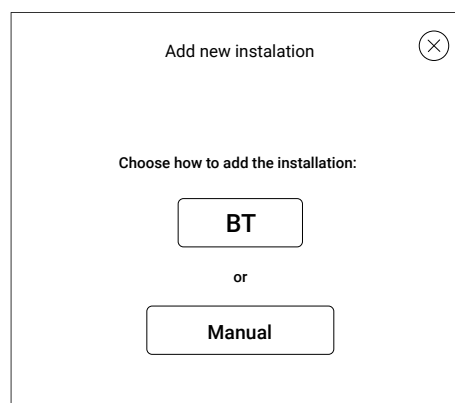 Add new instalation
Choose how to add the installation:
BT
or
Manual